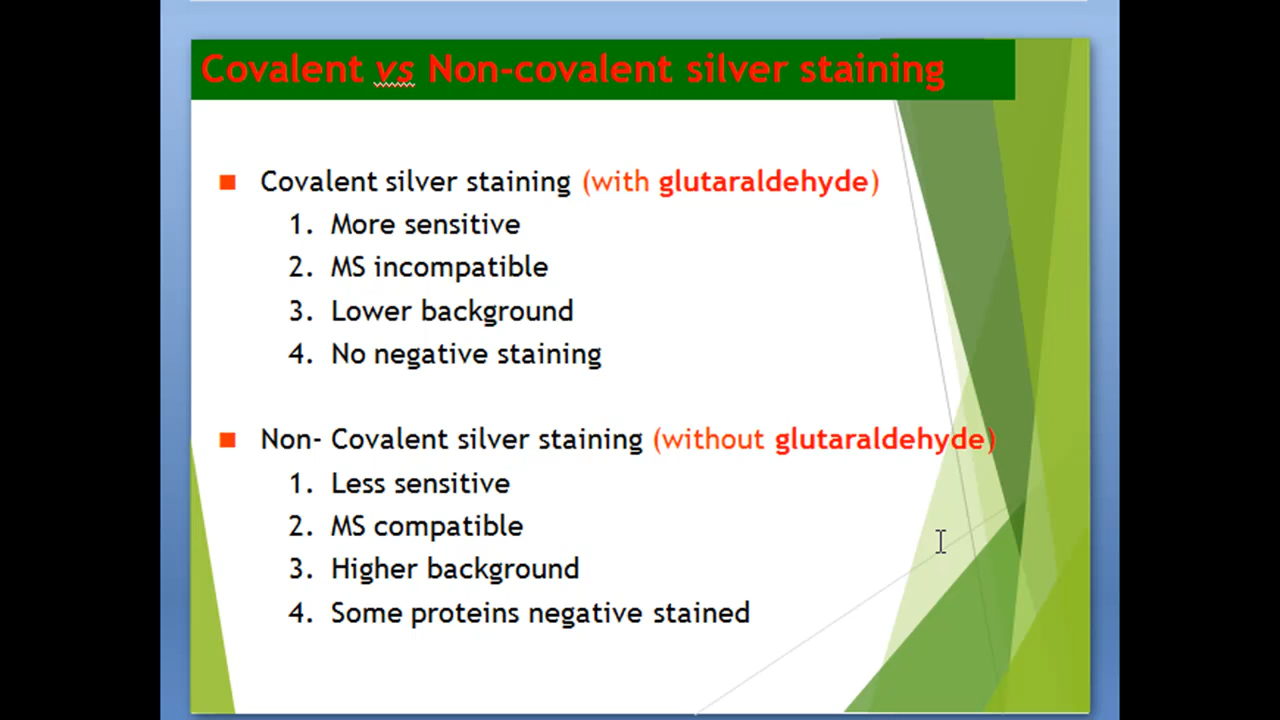 Covalent vs Non-covalent silver staining
Covalent silver staining (with glutaraldehyde)
1. More sensitive
2. MS incompatible
3. Lower background
4. No negative staining
Non- Covalent silver staining (without glutaraldehyde)
1. Less sensitive
2. MS compatible
3. Higher background
4. Some proteins negative stained